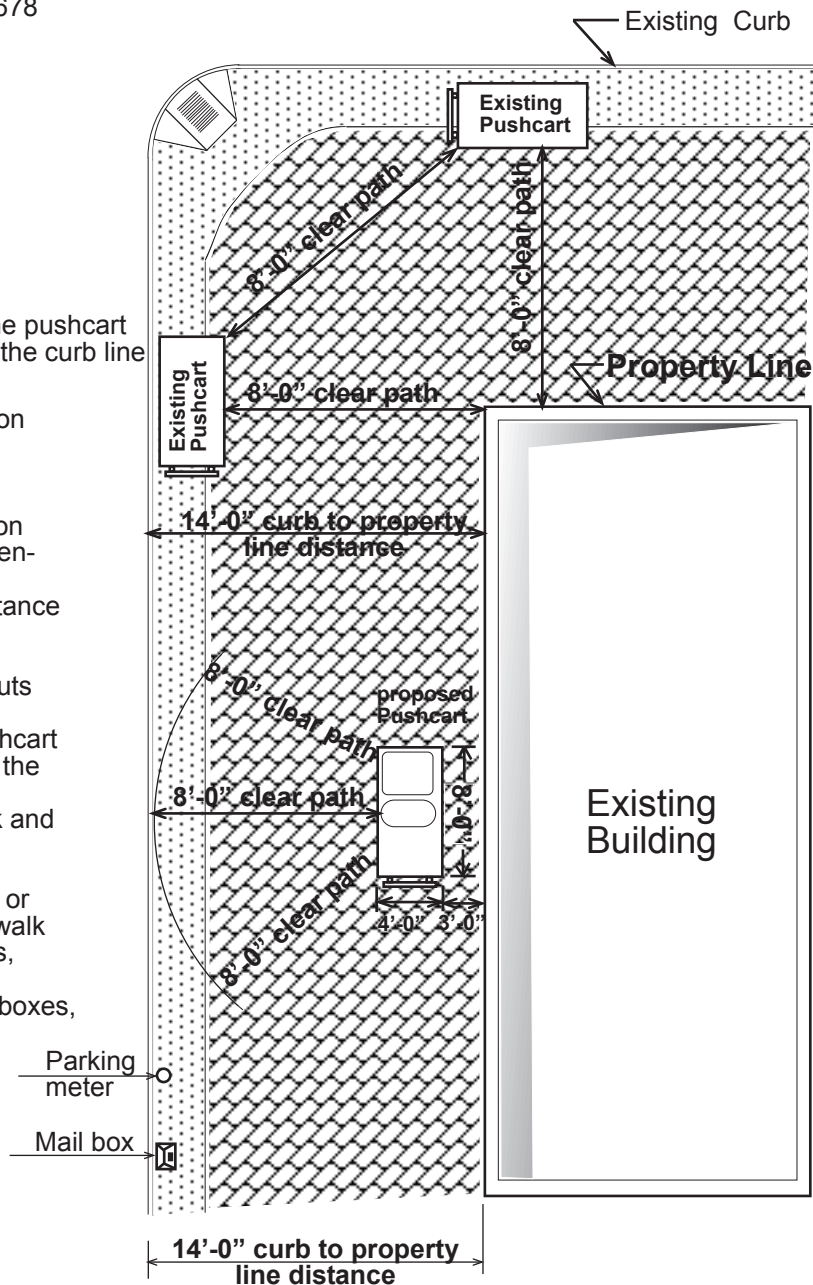 678
Existing Curb
Existing
Pushcart
8'-0” clear path
8'-0” clear path
e pushcart
the curb line
Property Line
Existing
Pushcart
8'-0” clear path
on
14'-0” curb to property
line distance
on
en-
tance
uts
8'-0” clear path
proposed
Pushcart
hcart
the
8'-0” clear path
8'-0”
k and
Existing
Building
or
walk
s,
8'-0” clear path
4'-0”
3'-0”
boxes,
Parking
meter
Mail box
14'-0” curb to property
line distance